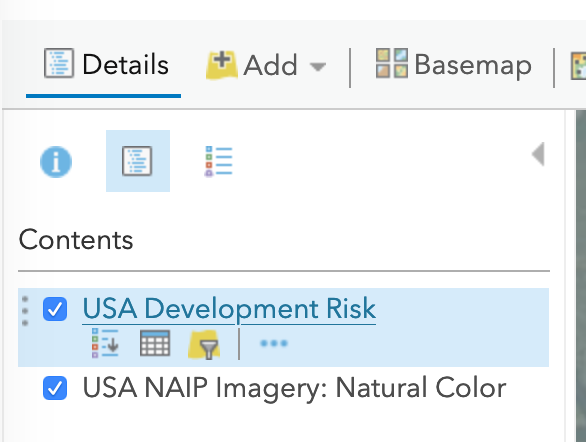 Details Add Basemap
Contents
USA Development Risk
USA NAIP Imagery: Natural Color